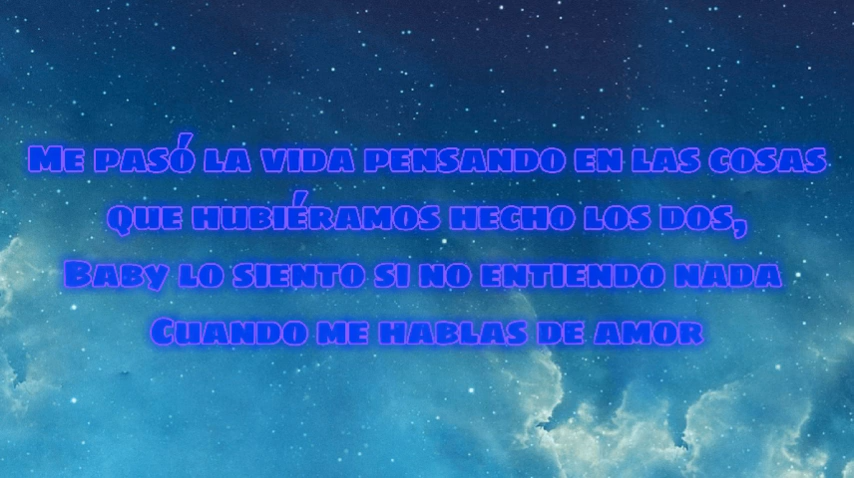 Me pasó la vida pensando en las cosas
que hubiéramos hecho los dos,
Baby lo siento si no entiendo nada
Cuando me hablas de amor